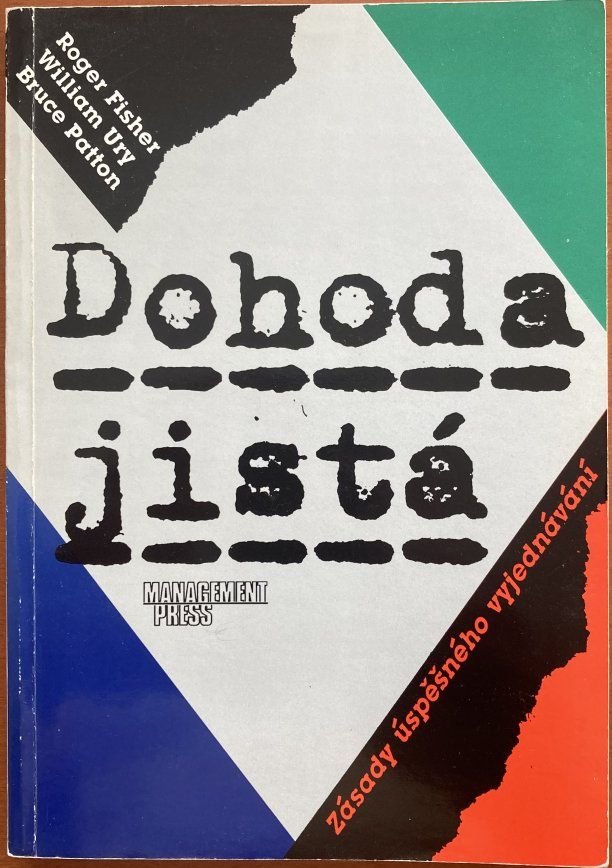 Roger Fisher
William Ury
Bruce Patton
Dohoda
jistá
MANAGEMENT
PRESS
Zásady úspěšného vyjednávání